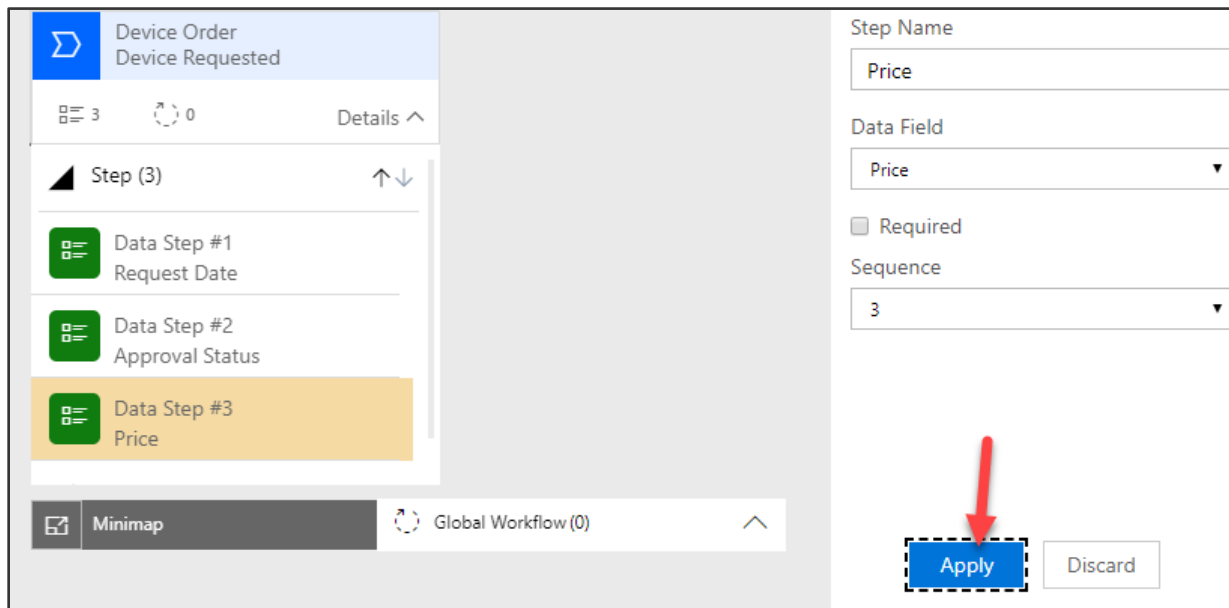 Device Order
Device Requested
3
0
Details
Step (3)
Data Step #1
Request Date
Data Step #2
Approval Status
Data Step #3
Price
Minimap
Global Workflow (0)
Step Name
Price
Data Field
Price
Required
Sequence
3
Apply
Discard